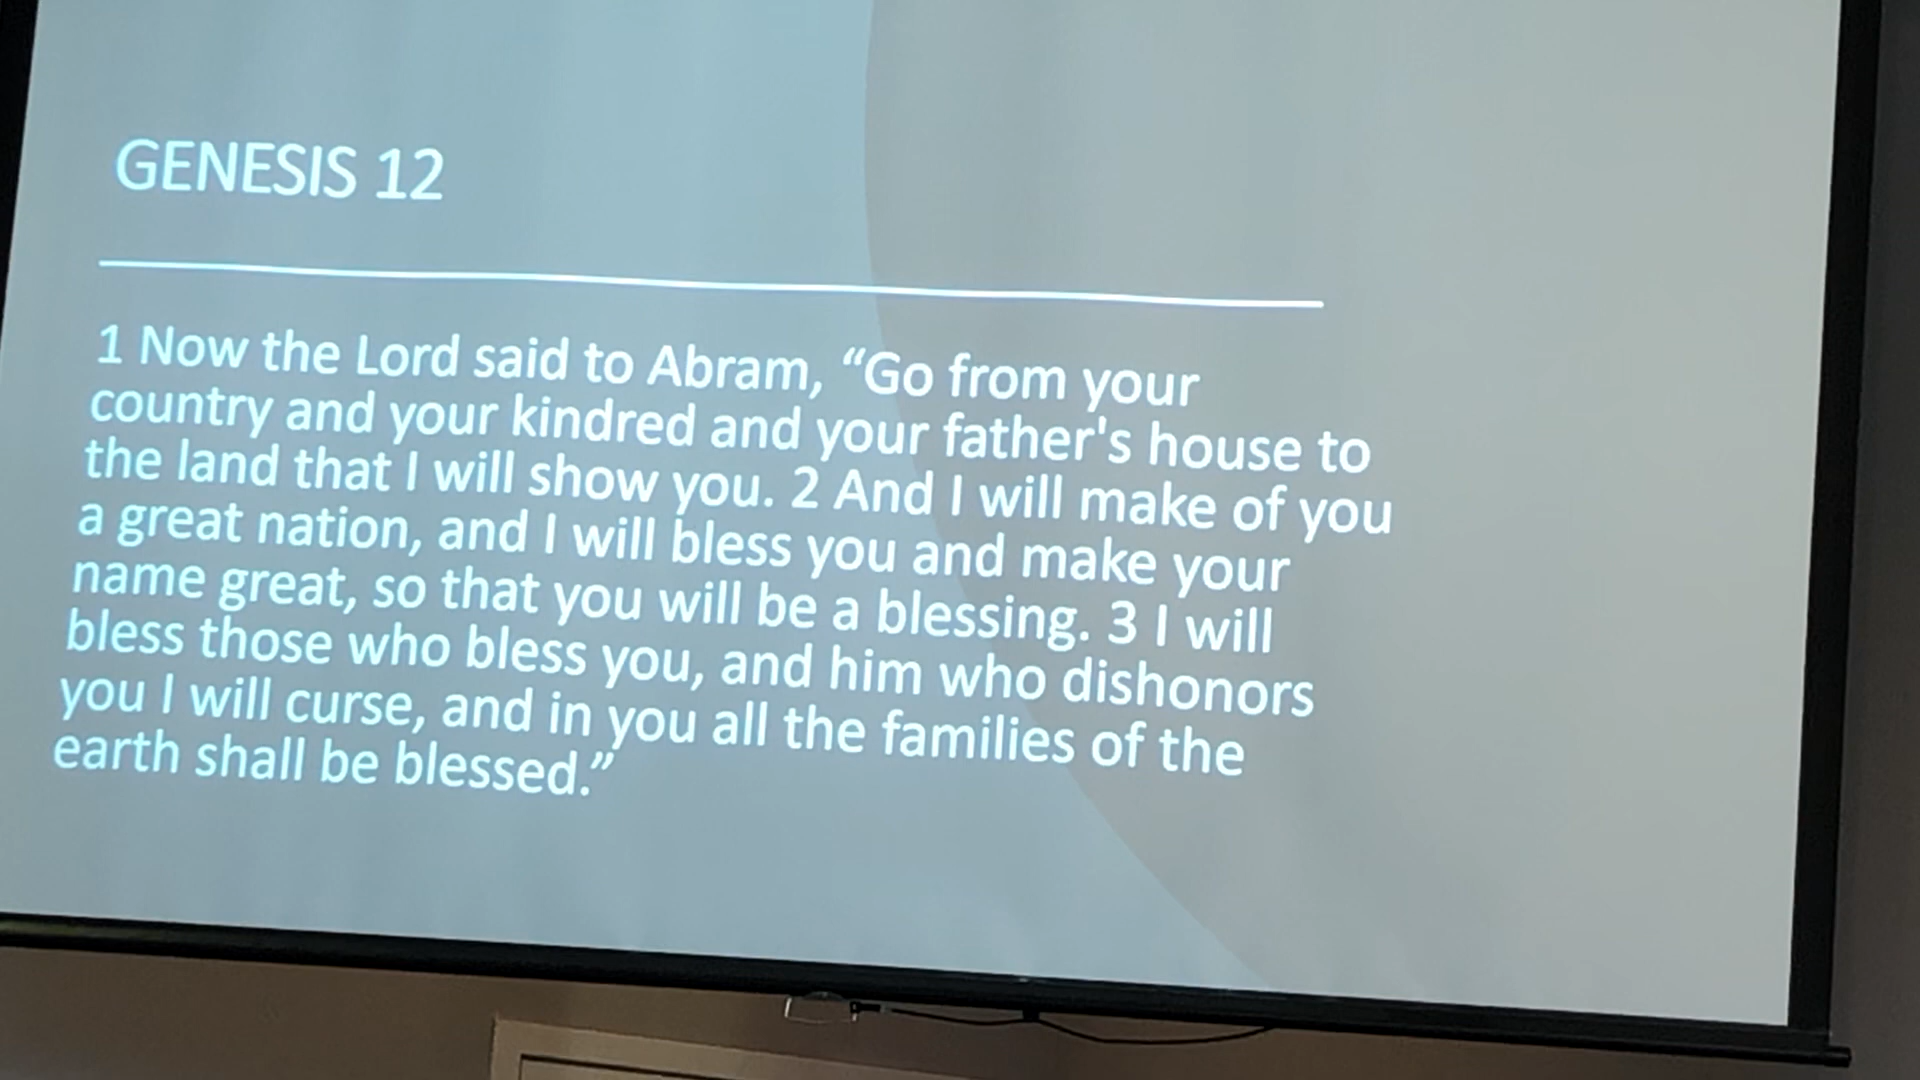 GENESIS 12
1 Now the Lord said to Abram, “Go from your
country and your kindred and your father's house to
the land that I will show you. 2 And I will make of you
a great nation, and I will bless you and make your
name great, so that you will be a blessing. 3 I will
bless those who bless you, and him who dishonors
you I will curse, and in you all the families of the
earth shall be blessed.”